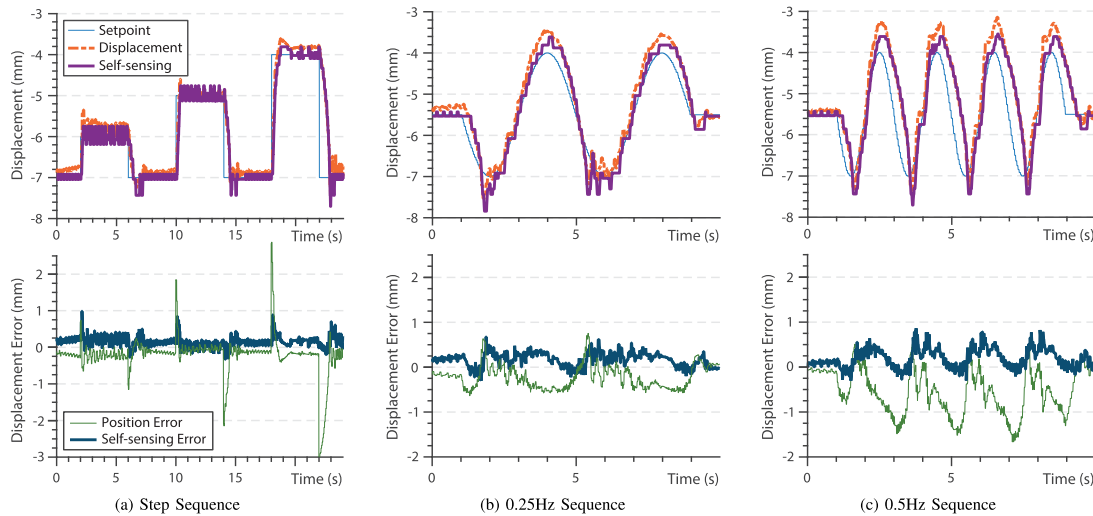 Displacement (mm)
-3
-4
-5
-6
-7
-8
Setpoint
Displacement
Self-sensing
0
5
10
15
Time (s)
Displacement (mm)
-3
-4
-5
-6
-7
-8
0
5
Time (s)
Displacement (mm)
-3
-4
-5
-6
-7
-8
0
5
Time (s)
Displacement Error (mm)
2
1
0
-1
-2
-3
Position Error
Self-sensing Error
0
5
10
15
Time (s)
Displacement Error (mm)
2
1
0
-1
-2
0
5
Time (s)
Displacement Error (mm)
2
1
0
-1
-2
0
5
Time (s)
(a) Step Sequence
(b) 0.25Hz Sequence
(c) 0.5Hz Sequence